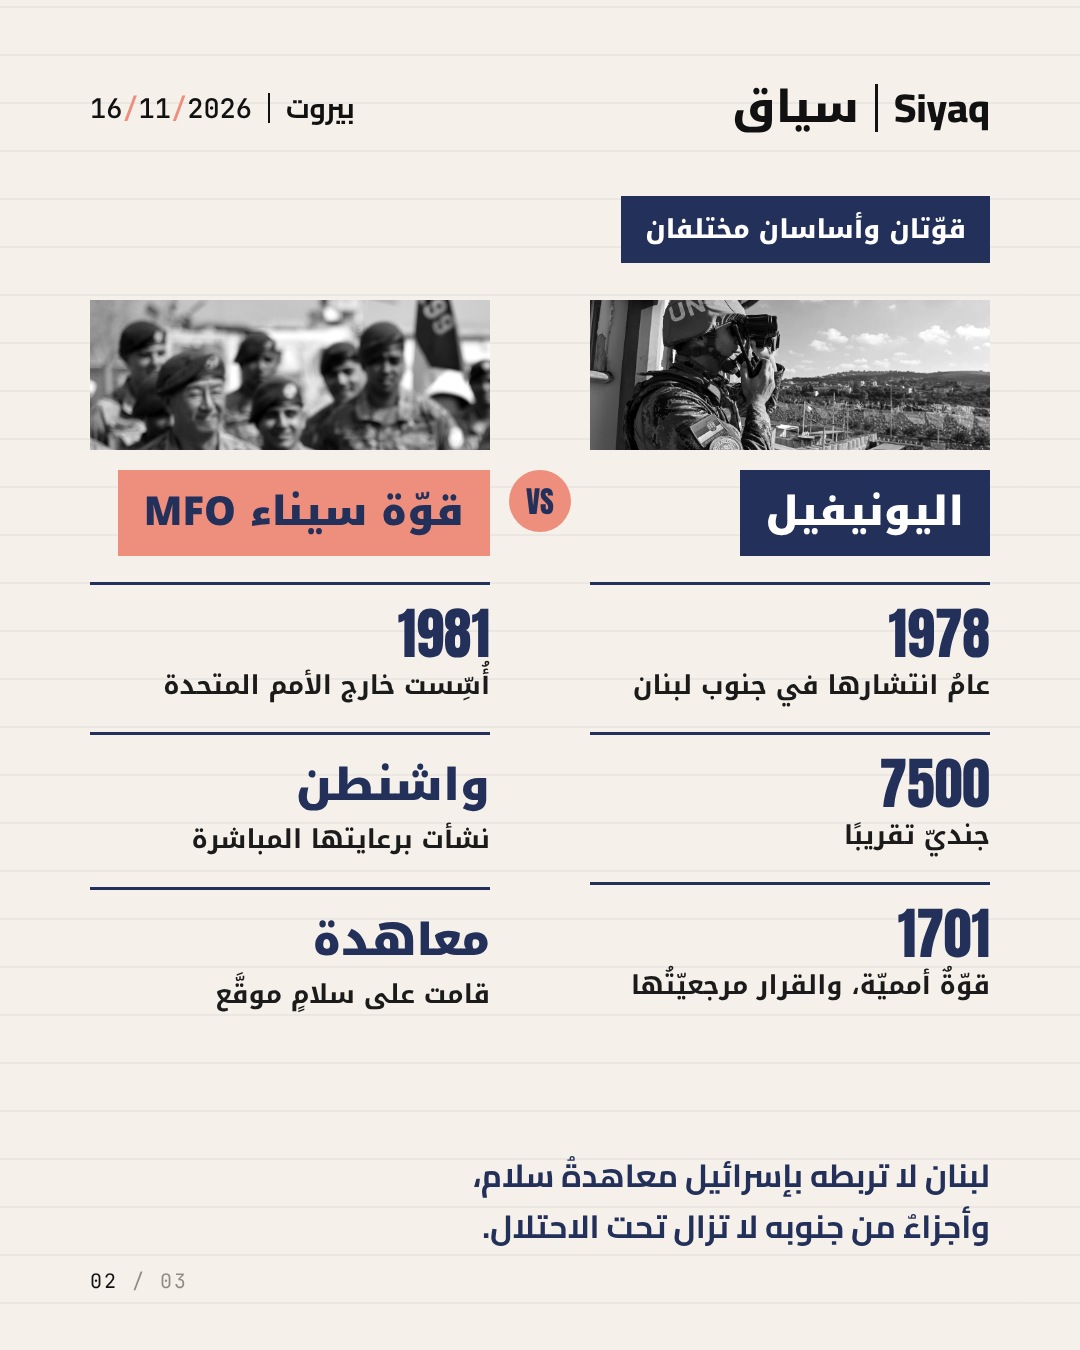 سياق | Siyaq
بيروت | 16/11/2026
قوّتان وأساسان مختلفان
UN
99
اليونيفيل
VS
قوّة سيناء MFO
1978
عامُ انتشارها في جنوب لبنان
7500
جنديّ تقريبًا
1701
قوّةٌ أمميّة، والقرار مرجعيّتُها
1981
أُسِّست خارج الأمم المتحدة
واشنطن
نشأت برعايتها المباشرة
معاهدة
قامت على سلامٍ موقَّع
لبنان لا تربطه بإسرائيل معاهدةُ سلام،
وأجزاءٌ من جنوبه لا تزال تحت الاحتلال.
02 / 03